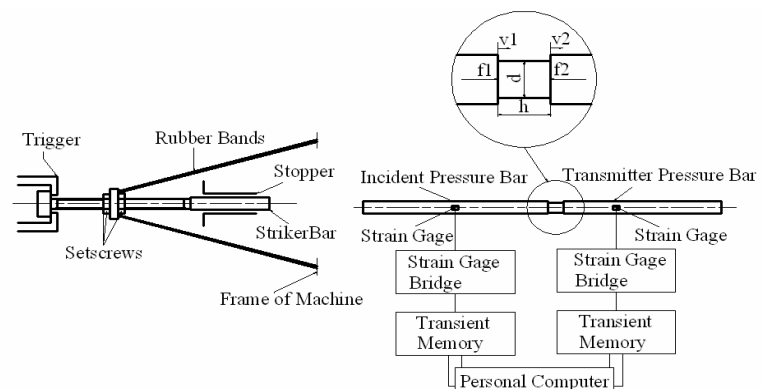 v1
v2
f1
d
f2
h
Trigger
Rubber Bands
Stopper
StrikerBar
Setscrews
Frame of Machine
Incident Pressure Bar
Transmitter Pressure Bar
Strain Gage
Strain Gage
Strain Gage
Bridge
Strain Gage
Bridge
Transient
Memory
Transient
Memory
Personal Computer